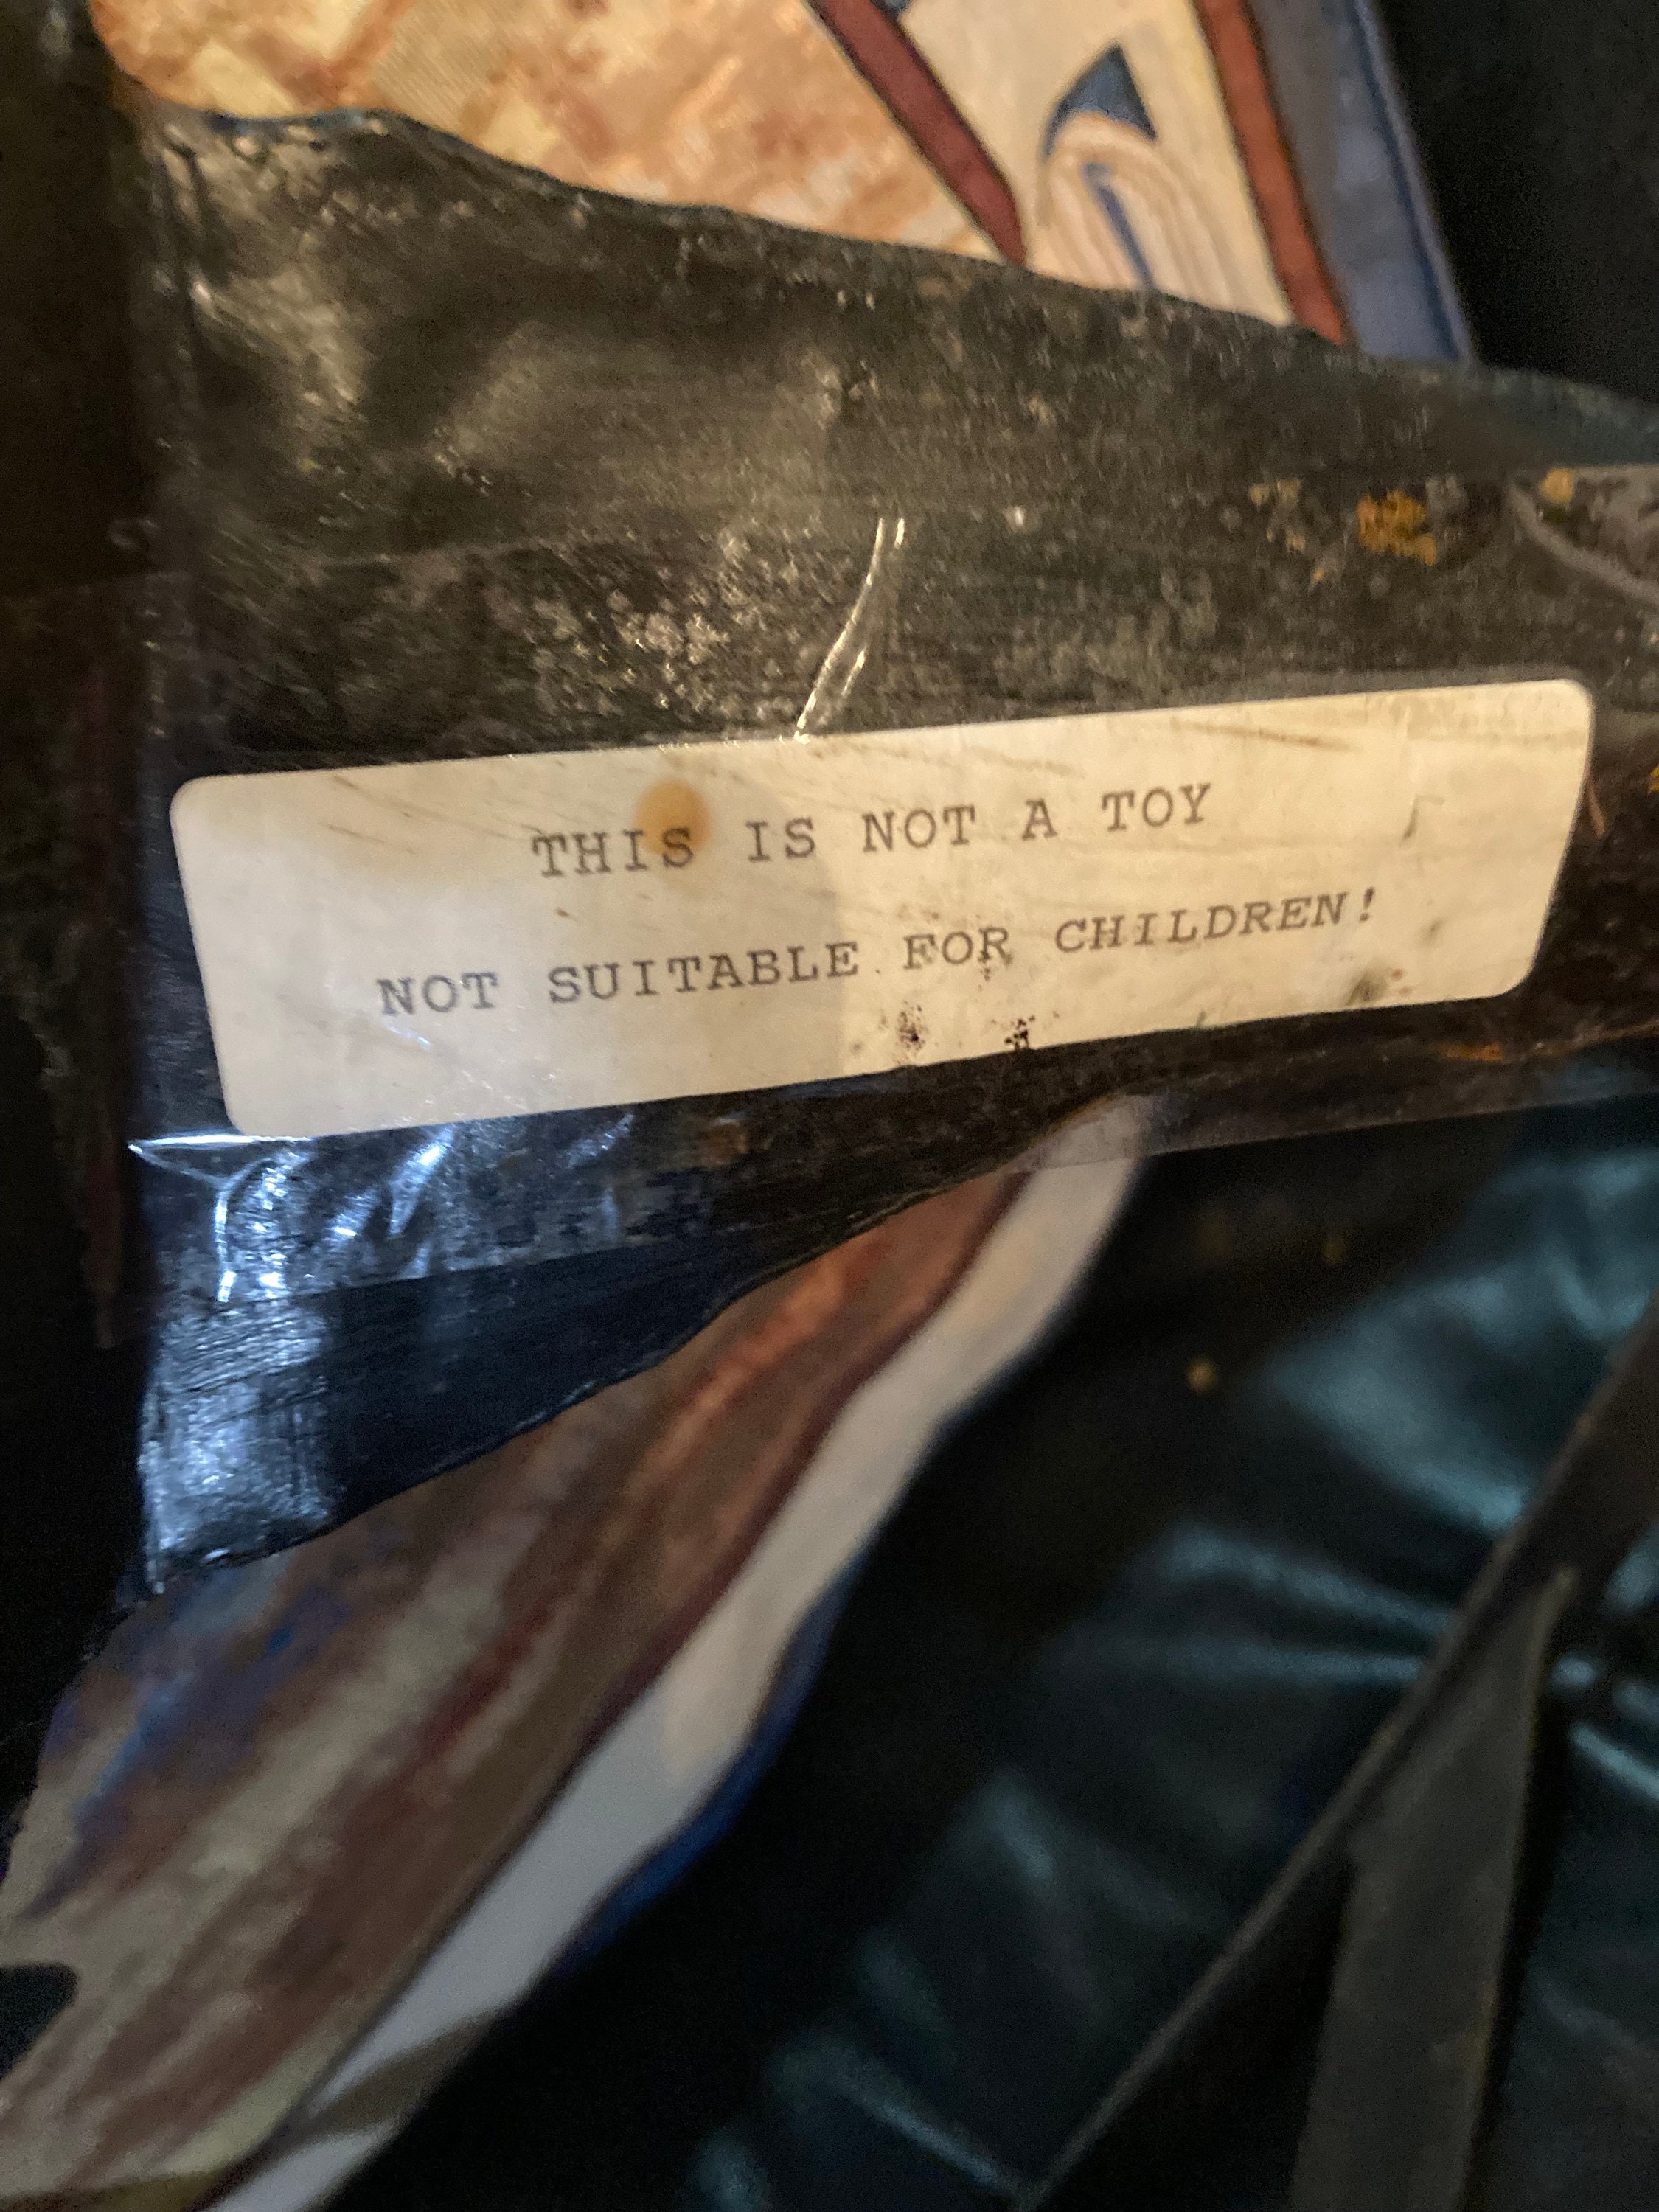 THIS IS NOT A TOY
NOT SUITABLE FOR CHILDREN!